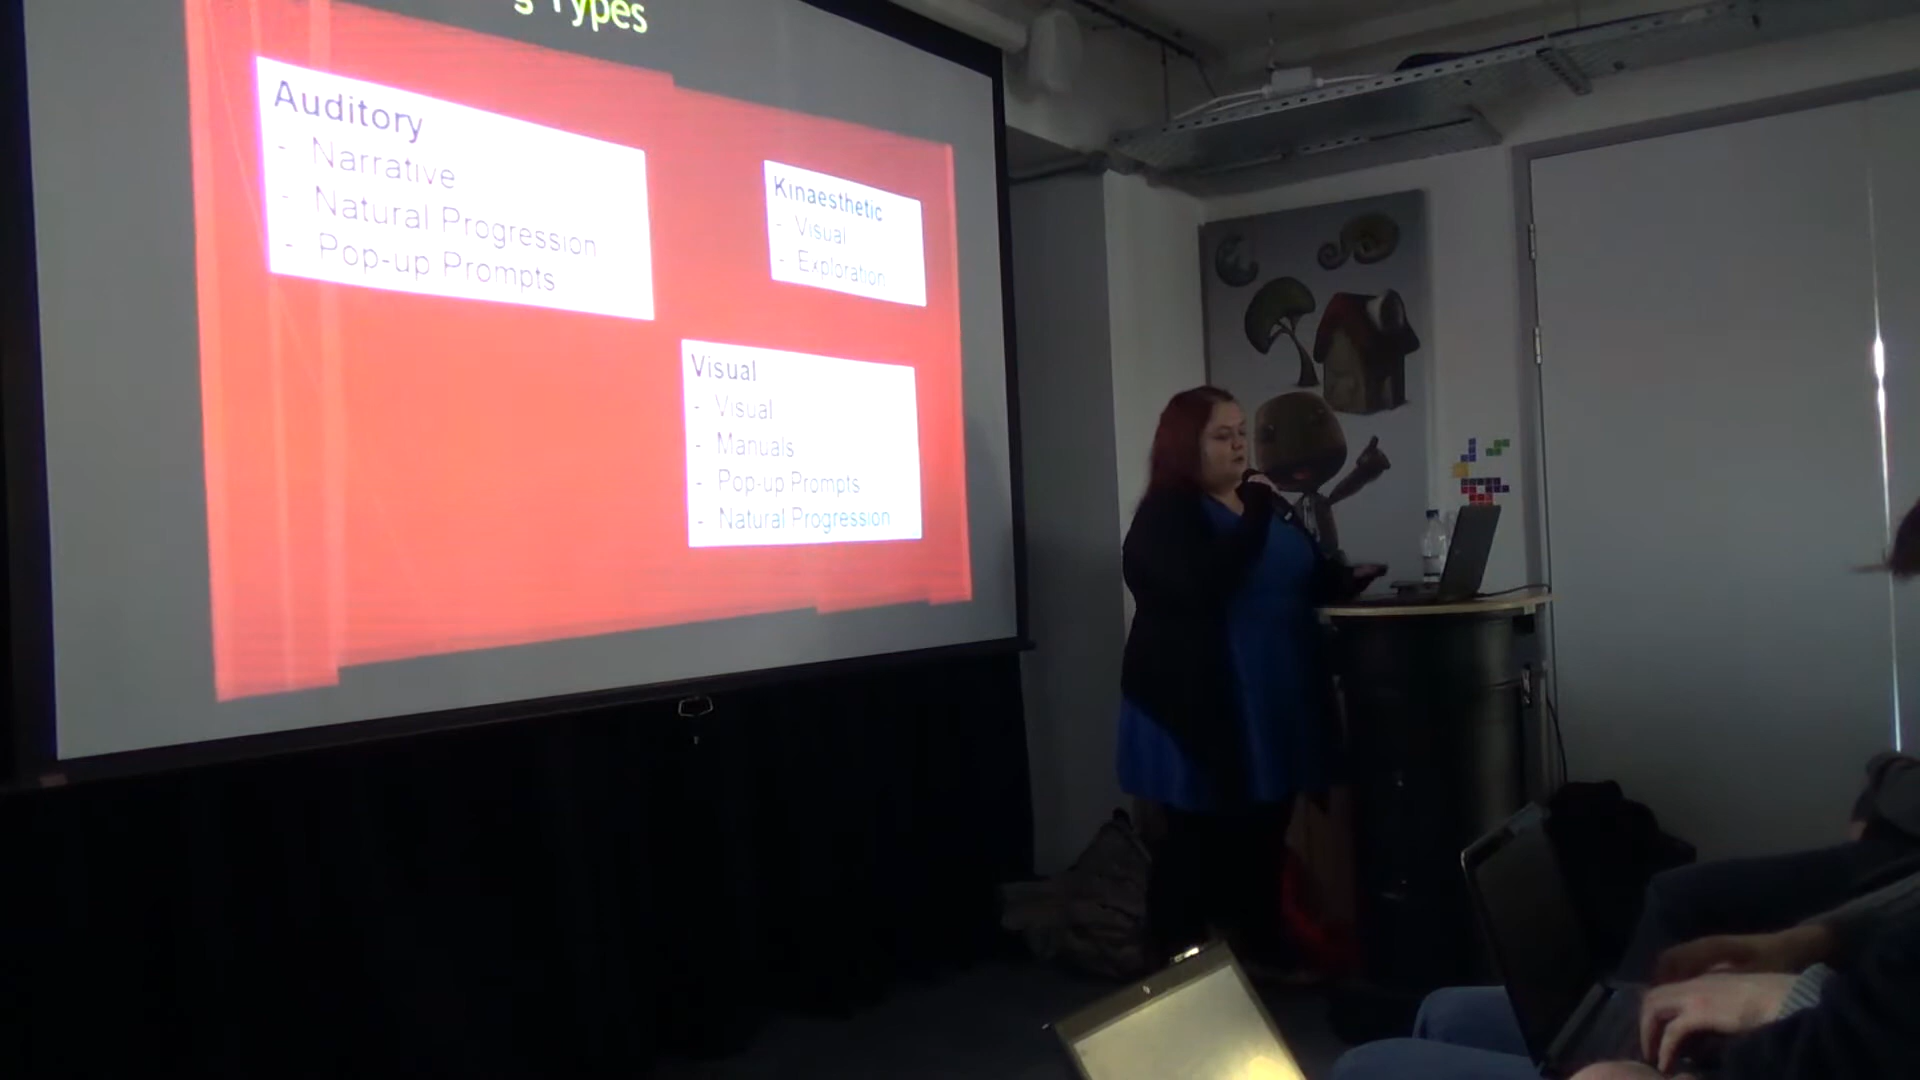 Types
Auditory
- Narrative
- Natural Progression
- Pop-up Prompts
Kinaesthetic
- Visual
- Exploration
Visual
- Visual
- Manuals
- Pop-up Prompts
- Natural Progression